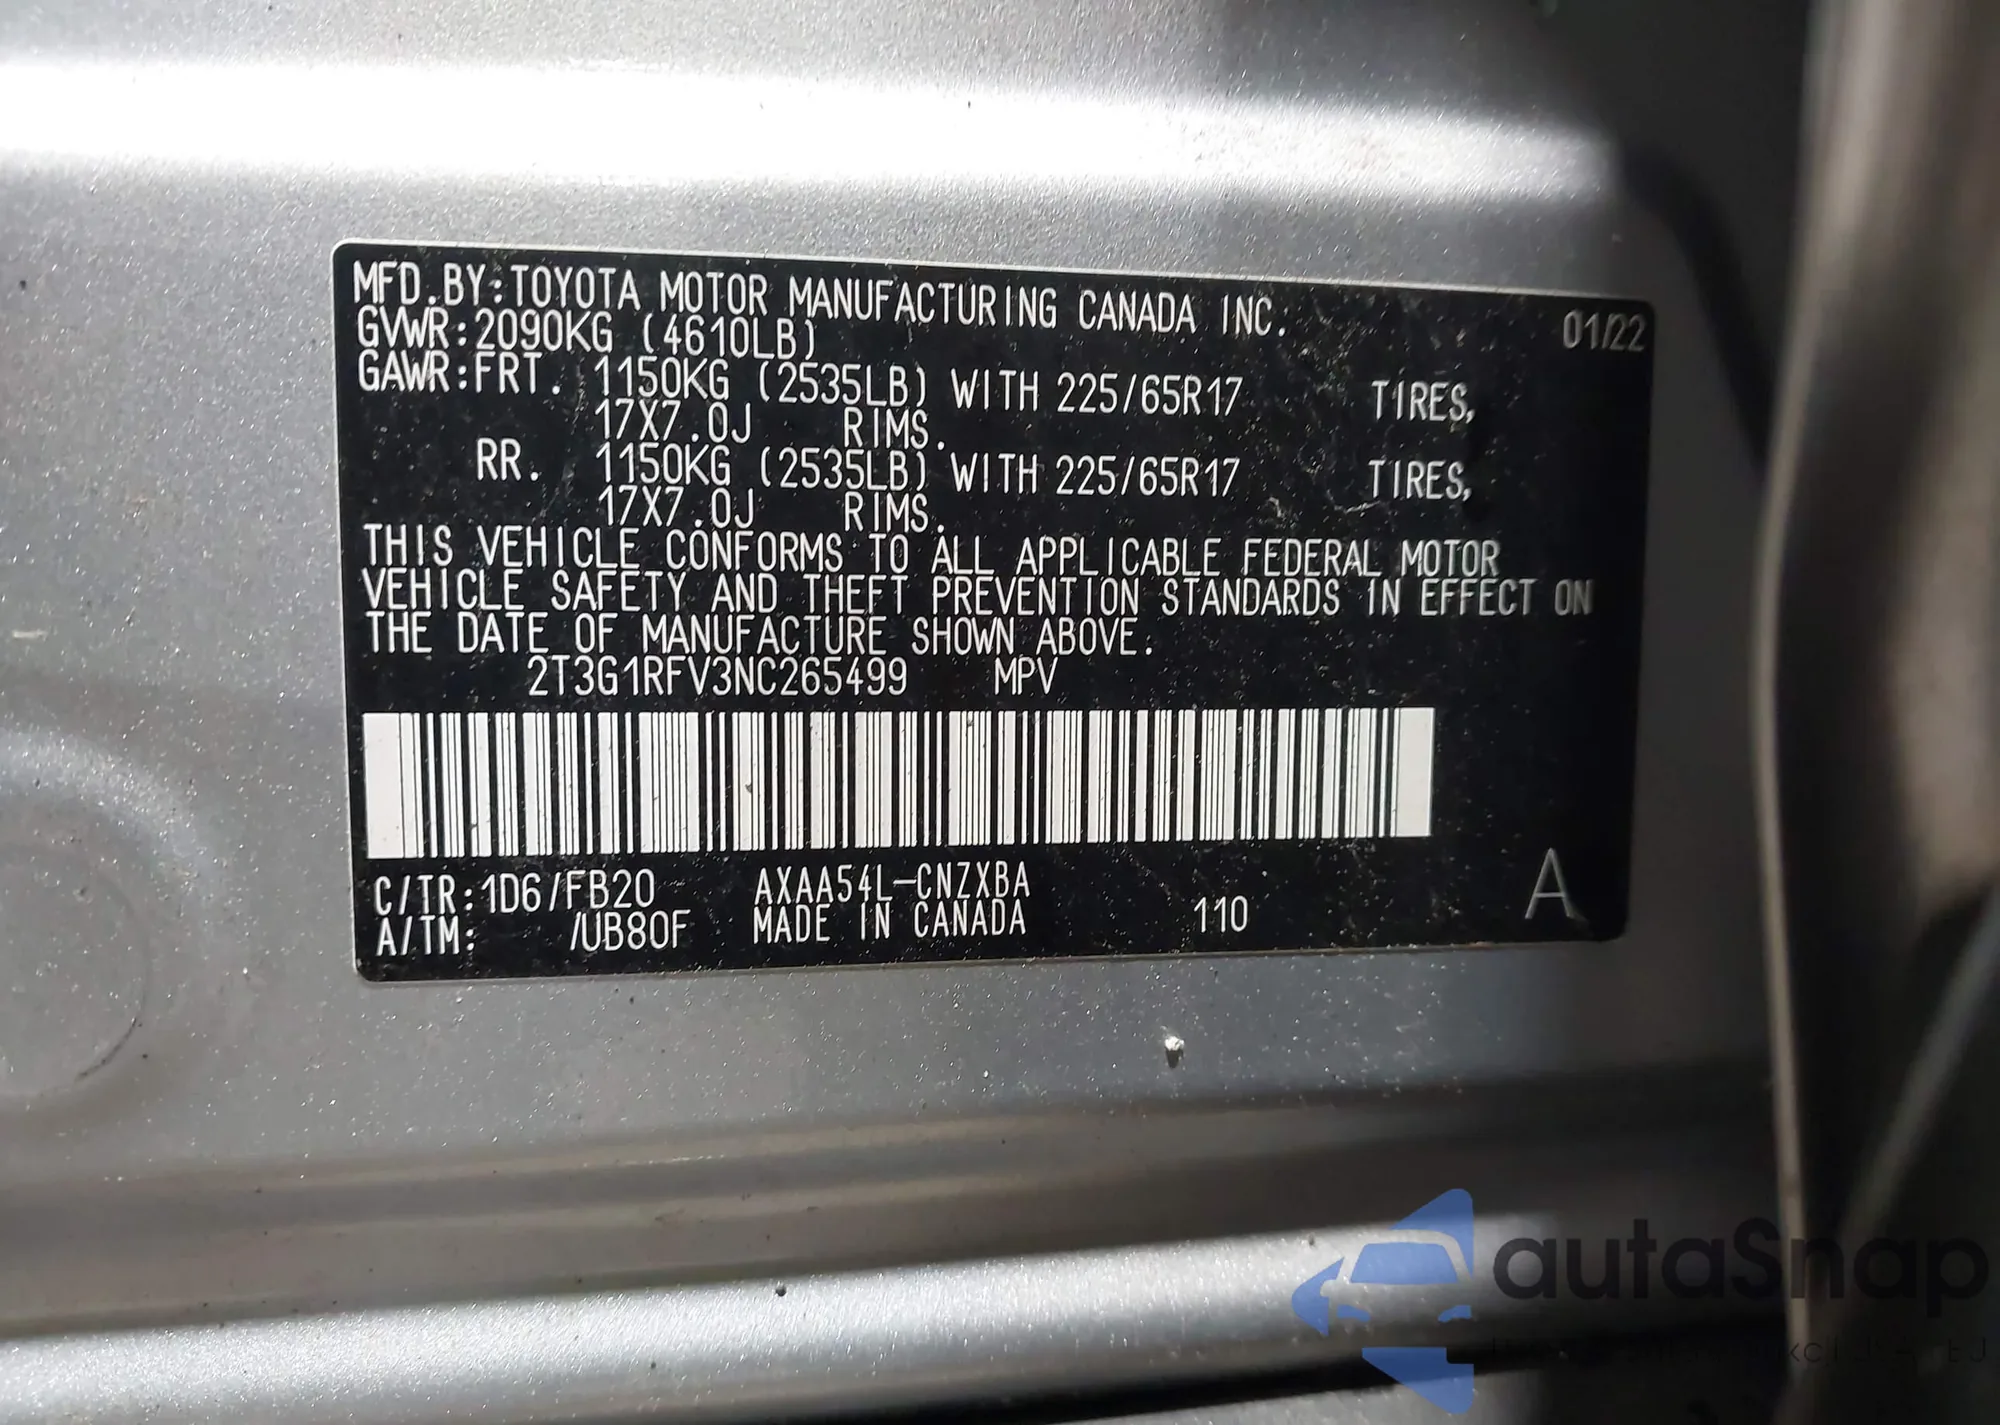 MFD.BY:TOYOTA MOTOR MANUFACTURING CANADA INC. 01/22
GVWR:2090KG (4610LB)
GAWR:FRT. 1150KG (2535LB) WITH 225/65R17 TIRES,
17X7.0J RIMS.
RR. 1150KG (2535LB) WITH 225/65R17 TIRES,
17X7.0J RIMS.
THIS VEHICLE CONFORMS TO ALL APPLICABLE FEDERAL MOTOR
VEHICLE SAFETY AND THEFT PREVENTION STANDARDS IN EFFECT ON
THE DATE OF MANUFACTURE SHOWN ABOVE.
2T3G1RFV3NC265499 MPV
C/TR:1D6/FB20 AXAA54L-CNZXBA
A/TM: /UB80F MADE IN CANADA 110 A
autaSnap